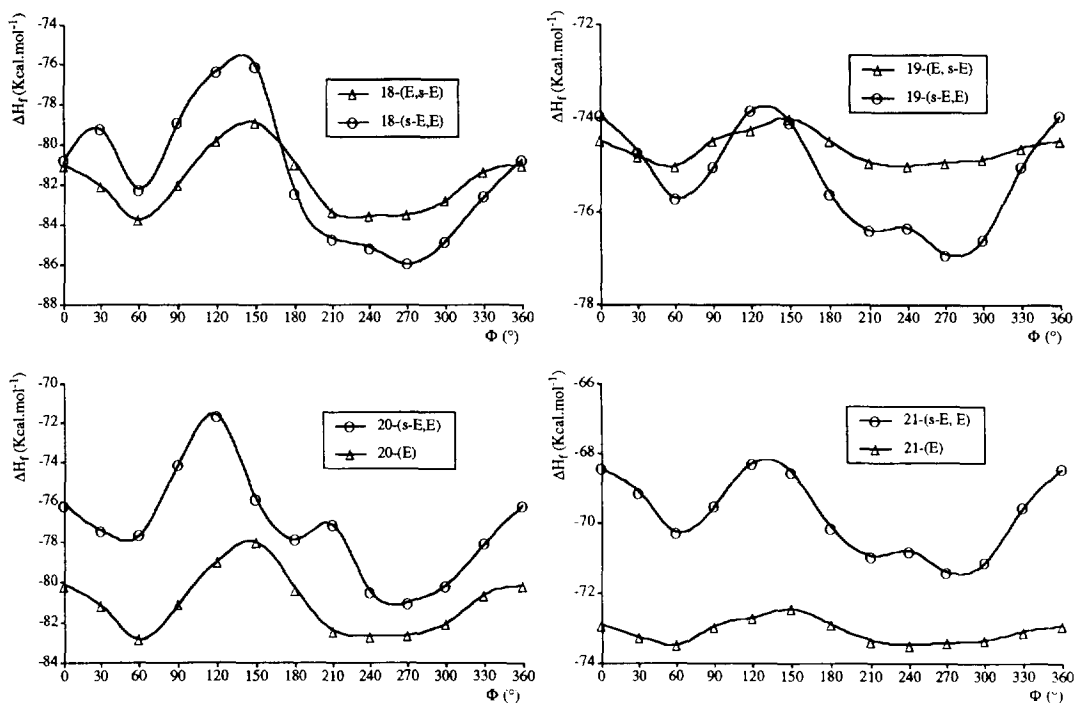 ΔH_f (Kcal.mol⁻¹)
-74
-76
-78
-80
-82
-84
-86
-88
18-(E,s-E)
18-(s-E,E)
0 30 60 90 120 150 180 210 240 270 300 330 360
Φ (°)
ΔH_f (Kcal.mol⁻¹)
-72
-74
-76
-78
19-(E, s-E)
19-(s-E,E)
0 30 60 90 120 150 180 210 240 270 300 330 360
Φ (°)
ΔH_f (Kcal.mol⁻¹)
-70
-72
-74
-76
-78
-80
-82
-84
20-(s-E,E)
20-(E)
0 30 60 90 120 150 180 210 240 270 300 330 360
Φ (°)
ΔH_f (Kcal.mol⁻¹)
-66
-68
-70
-72
-74
21-(s-E, E)
21-(E)
0 30 60 90 120 150 180 210 240 270 300 330 360
Φ (°)